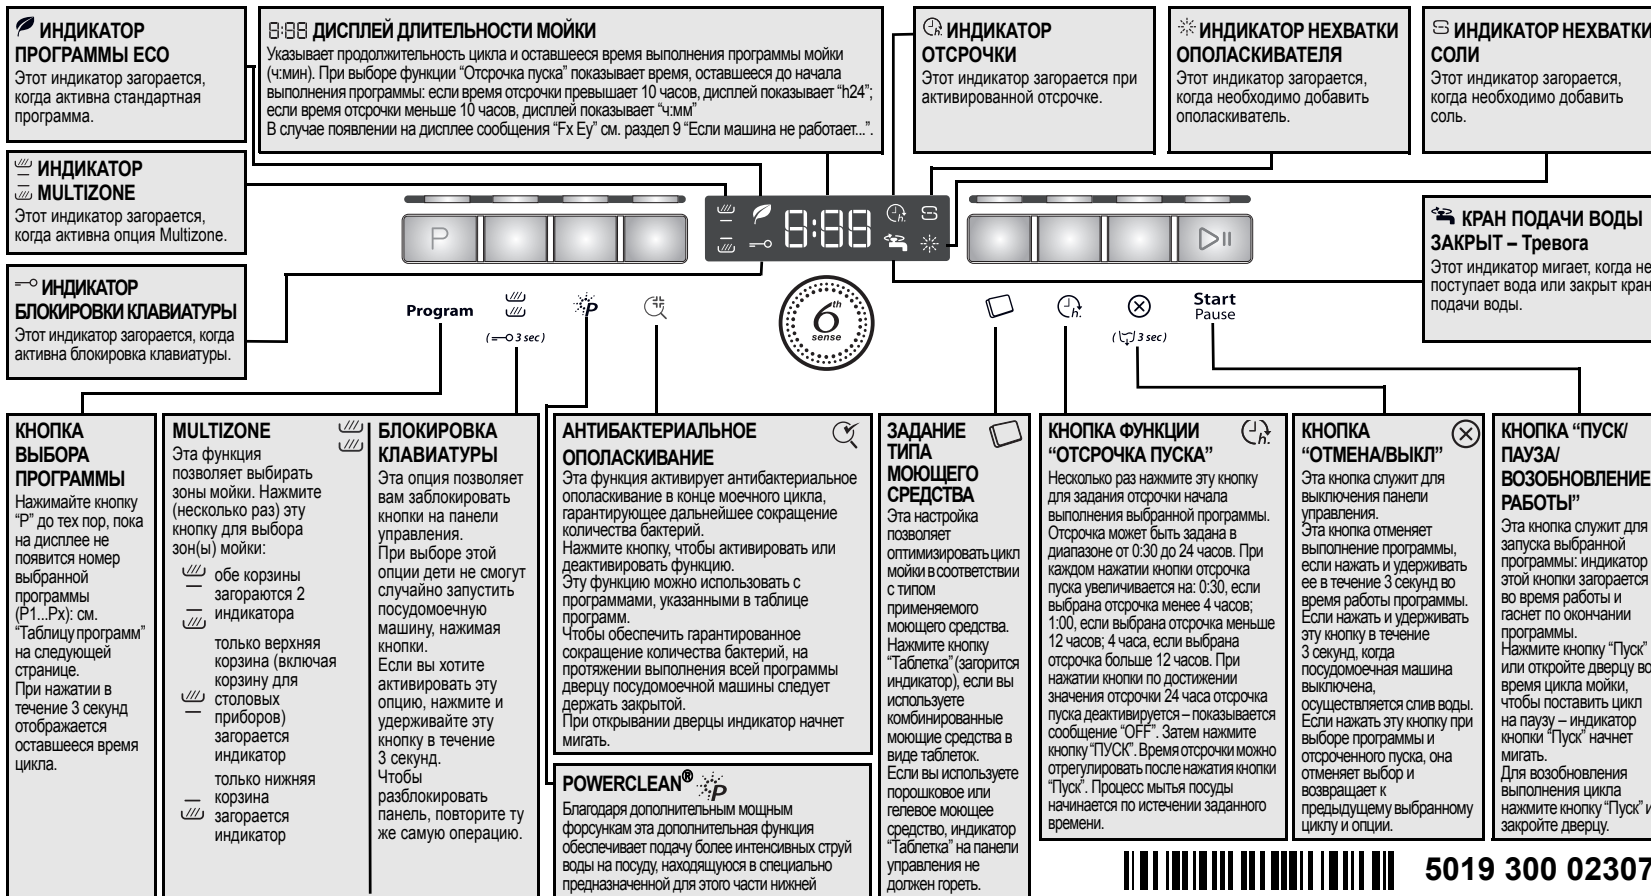 ИНДИКАТОР
ПРОГРАММЫ ECO
Этот индикатор загорается,
когда активна стандартная
программа.
8:88 ДИСПЛЕЙ ДЛИТЕЛЬНОСТИ МОЙКИ
Указывает продолжительность цикла и оставшееся время выполнения программы мойки
(ч:мин). При выборе функции “Отсрочка пуска” показывает время, оставшееся до начала
выполнения программы: если время отсрочки превышает 10 часов, дисплей показывает “h24”;
если время отсрочки меньше 10 часов, дисплей показывает “ч:мм”
В случае появлении на дисплее сообщения “Fx Ey” см. раздел 9 “Если машина не работает...”.
h.
ИНДИКАТОР
ОТСРОЧКИ
Этот индикатор загорается при
активированной отсрочке.
ИНДИКАТОР НЕХВАТКИ
ОПОЛАСКИВАТЕЛЯ
Этот индикатор загорается,
когда необходимо добавить
ополаскиватель.
ИНДИКАТОР НЕХВАТКИ
СОЛИ
Этот индикатор загорается,
когда необходимо добавить
соль.
ИНДИКАТОР
MULTIZONE
Этот индикатор загорается,
когда активна опция Multizone.
ИНДИКАТОР
БЛОКИРОВКИ КЛАВИАТУРЫ
Этот индикатор загорается, когда
активна блокировка клавиатуры.
P
8:88
h.
КРАН ПОДАЧИ ВОДЫ
ЗАКРЫТ – Тревога
Этот индикатор мигает, когда не
поступает вода или закрыт кран
подачи воды.
Program
(3 sec)
P
6th
sense
h.
(3 sec)
Start
Pause
КНОПКА
ВЫБОРА
ПРОГРАММЫ
Нажимайте кнопку
“P” до тех пор, пока
на дисплее не
появится номер
выбранной
программы
(P1...Px): см.
“Таблицу программ”
на следующей
странице.
При нажатии в
течение 3 секунд
отображается
оставшееся время
цикла.
MULTIZONE
Эта функция
позволяет выбирать
зоны мойки. Нажмите
(несколько раз) эту
кнопку для выбора
зон(ы) мойки:
обе корзины
загораются 2
индикатора
только верхняя
корзина (включая
корзину для
столовых
приборов)
загорается
индикатор
только нижняя
корзина
загорается
индикатор
БЛОКИРОВКА
КЛАВИАТУРЫ
Эта опция позволяет
вам заблокировать
кнопки на панели
управления.
При выборе этой
опции дети не смогут
случайно запустить
посудомоечную
машину, нажимая
кнопки.
Если вы хотите
активировать эту
опцию, нажмите и
удерживайте эту
кнопку в течение
3 секунд.
Чтобы
разблокировать
панель, повторите ту
же самую операцию.
АНТИБАКТЕРИАЛЬНОЕ
ОПОЛАСКИВАНИЕ
Эта функция активирует антибактериальное
ополаскивание в конце моечного цикла,
гарантирующее дальнейшее сокращение
количества бактерий.
Нажмите кнопку, чтобы активировать или
деактивировать функцию.
Эту функцию можно использовать с
программами, указанными в таблице
программ.
Чтобы обеспечить гарантированное
сокращение количества бактерий, на
протяжении выполнения всей программы
дверцу посудомоечной машины следует
держать закрытой.
При открывании дверцы индикатор начнет
мигать.
POWERCLEAN® P
Благодаря дополнительным мощным
форсункам эта дополнительная функция
обеспечивает подачу более интенсивных струй
воды на посуду, находящуюся в специально
предназначенной для этого части нижней
ЗАДАНИЕ
ТИПА
МОЮЩЕГО
СРЕДСТВА
Эта настройка
позволяет
оптимизировать цикл
мойки в соответствии
с типом
применяемого
моющего средства.
Нажмите кнопку
“Таблетка” (загорится
индикатор), если вы
используете
комбинированные
моющие средства в
виде таблеток.
Если вы используете
порошковое или
гелевое моющее
средство, индикатор
“Таблетка” на панели
управления не
должен гореть.
КНОПКА ФУНКЦИИ
“ОТСРОЧКА ПУСКА”
h.
Несколько раз нажмите эту кнопку
для задания отсрочки начала
выполнения выбранной программы.
Отсрочка может быть задана в
диапазоне от 0:30 до 24 часов. При
каждом нажатии кнопки отсрочка
пуска увеличивается на: 0:30, если
выбрана отсрочка менее 4 часов;
1:00, если выбрана отсрочка меньше
12 часов; 4 часа, если выбрана
отсрочка больше 12 часов. При
нажатии кнопки по достижении
значения отсрочки 24 часа отсрочка
пуска деактивируется – показывается
сообщение “OFF”. Затем нажмите
кнопку “ПУСК”. Время отсрочки можно
отрегулировать после нажатия кнопки
“Пуск”. Процесс мытья посуды
начинается по истечении заданного
времени.
КНОПКА
“ОТМЕНА/ВЫКЛ”
Эта кнопка служит для
выключения панели
управления.
Эта кнопка отменяет
выполнение программы,
если нажать и удерживать
ее в течение 3 секунд во
время работы программы.
Если нажать и удерживать
эту кнопку в течение
3 секунд, когда
посудомоечная машина
выключена,
осуществляется слив воды.
Если нажать эту кнопку при
выборе программы и
отсроченного пуска, она
отменяет выбор и
возвращает к
предыдущему выбранному
циклу и опции.
КНОПКА “ПУСК/
ПАУЗА/
ВОЗОБНОВЛЕНИЕ
РАБОТЫ”
Эта кнопка служит для
запуска выбранной
программы: индикатор
этой кнопки загорается
во время работы и
гаснет по окончании
программы.
Нажмите кнопку “Пуск”
или откройте дверцу во
время цикла мойки,
чтобы поставить цикл
на паузу – индикатор
кнопки “Пуск” начнет
мигать.
Для возобновления
выполнения цикла
нажмите кнопку “Пуск” и
закройте дверцу.
5019 300 02307